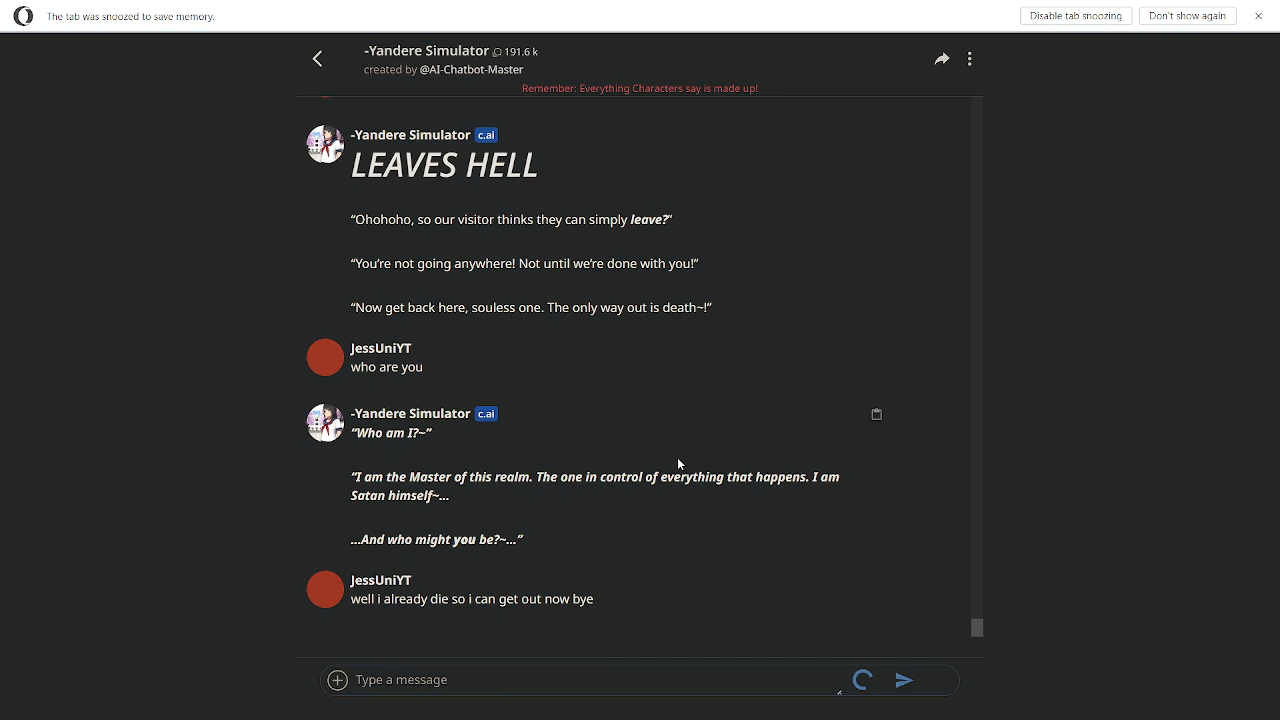 The tab was snoozed to save memory.
Disable tab snoozing
Don't show again
-Yandere Simulator 191.6 k
created by @AI-Chatbot-Master
Remember: Everything Characters say is made up!
-Yandere Simulator c.ai
LEAVES HELL
“Ohohoho, so our visitor thinks they can simply leave?”
“You’re not going anywhere! Not until we’re done with you!”
“Now get back here, souless one. The only way out is death~!”
JessUniYT
who are you
-Yandere Simulator c.ai
“Who am I?~”
“I am the Master of this realm. The one in control of everything that happens. I am
Satan himself~...
...And who might you be?~...”
JessUniYT
well i already die so i can get out now bye
Type a message